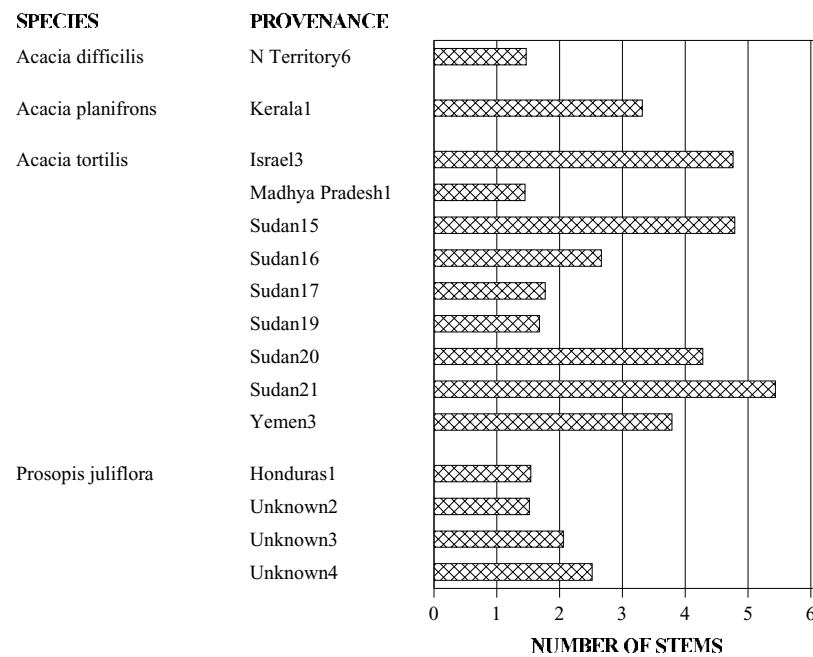 SPECIES PROVENANCE
Acacia difficilis N Territory6
Acacia planifrons Kerala1
Acacia tortilis Israel3
Madhya Pradesh1
Sudan15
Sudan16
Sudan17
Sudan19
Sudan20
Sudan21
Yemen3
Prosopis juliflora Honduras1
Unknown2
Unknown3
Unknown4
0 1 2 3 4 5 6
NUMBER OF STEMS